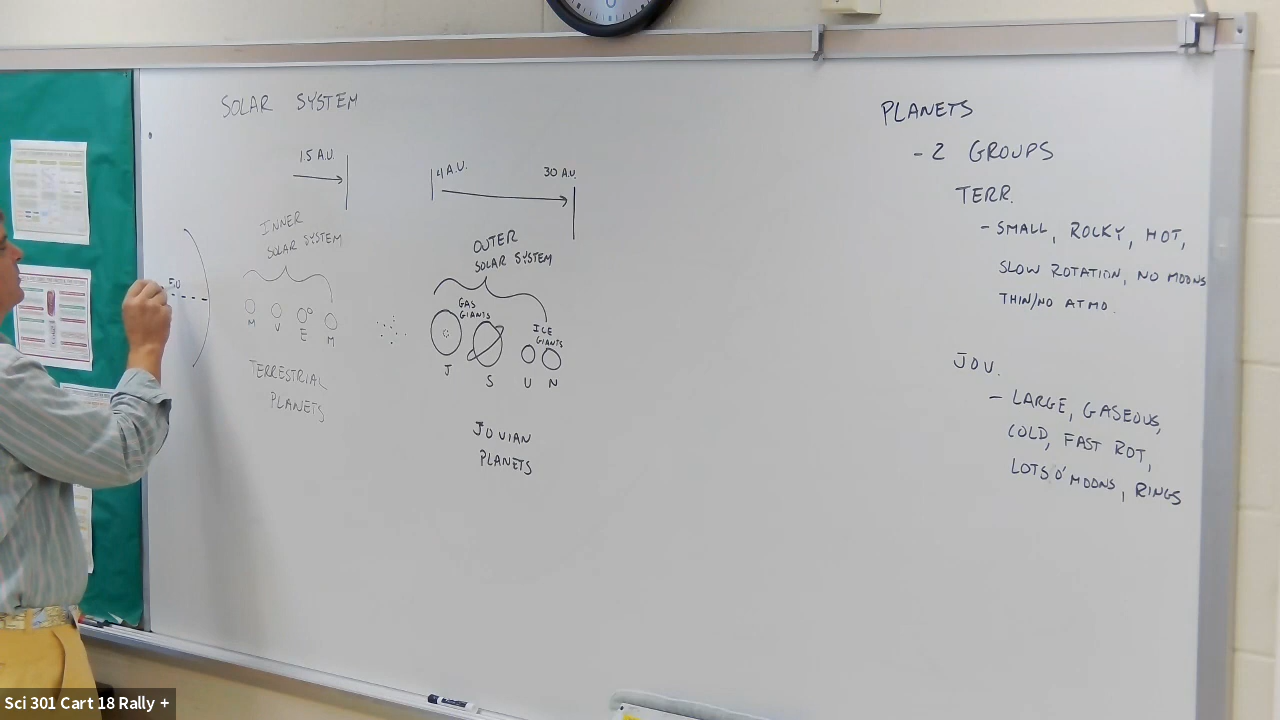 SOLAR SYSTEM
1.5 A.U.
4 A.U.
30 A.U.
INNER
SOLAR SYSTEM
OUTER
SOLAR SYSTEM
GAS
GIANTS
ICE
GIANTS
M V E M
J S U N
TERRESTRIAL
PLANETS
JOVIAN
PLANETS
PLANETS
- 2 GROUPS
TERR.
- SMALL, ROCKY, HOT,
SLOW ROTATION, NO MOONS
THIN/NO ATMO.
JOV.
- LARGE, GASEOUS,
COLD, FAST ROT,
LOTS O' MOONS, RINGS
Sci 301 Cart 18 Rally +